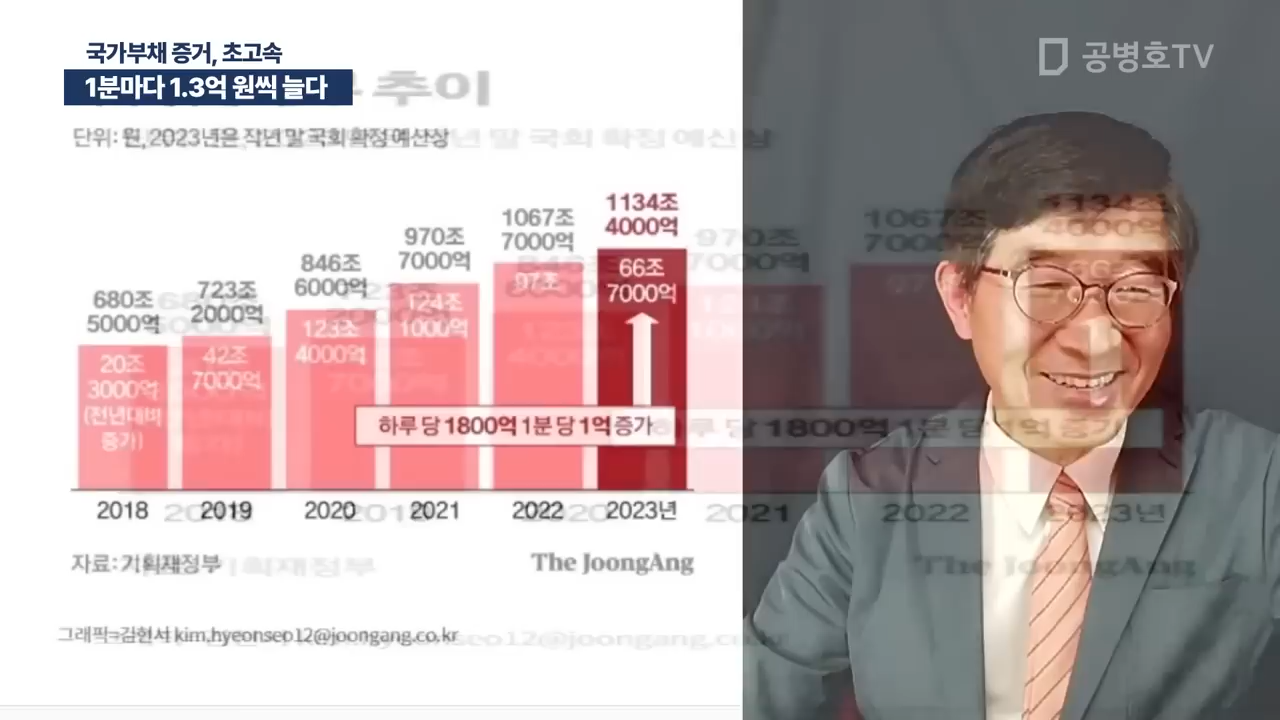 국가부채 증거, 초고속
1분마다 1.3억 원씩 늘다
공병호TV
추이
단위: 원, 2023년은 작년 말 국회 확정 예산상
680조
5000억
723조
2000억
846조
6000억
970조
7000억
1067조
7000억
1134조
4000억
20조
3000억
(전년대비
증가)
42조
7000억
123조
4000억
124조
1000억
97조
66조
7000억
하루 당 1800억 1분 당 1억 증가
2018
2019
2020
2021
2022
2023년
자료: 기획재정부
The JoongAng
그래픽=김현서 kim.hyeonseo12@joongang.co.kr